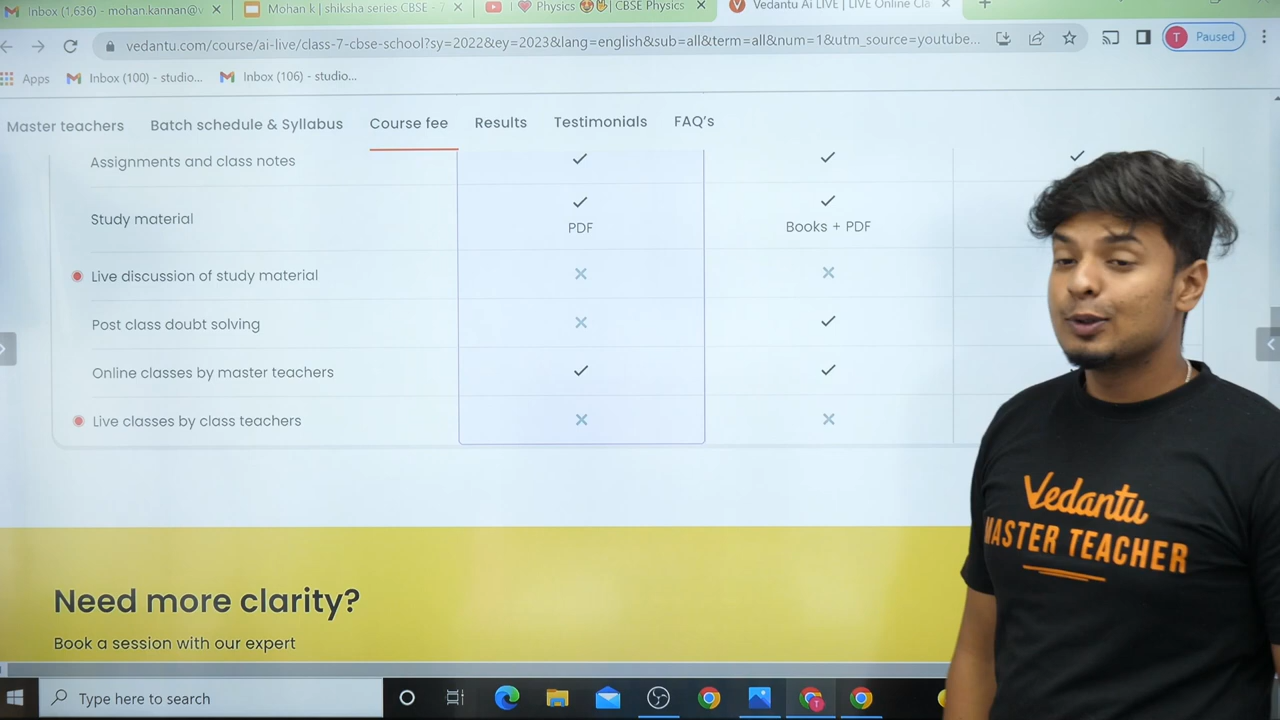 Inbox (1,636) - mohan.kannan@v
Mohan k | shiksha series CBSE - 7
| Physics | CBSE Physics
Vedantu Ai LIVE | LIVE Online Cla
vedantu.com/course/ai-live/class-7-cbse-school?sy=2022&ey=2023&lang=english&sub=all&term=all&num=1&utm_source=youtube...
T Paused
Apps
Inbox (100) - studio...
Inbox (106) - studio...
Master teachers
Batch schedule & Syllabus
Course fee
Results
Testimonials
FAQ's
Assignments and class notes
Study material
PDF
Books + PDF
Live discussion of study material
Post class doubt solving
Online classes by master teachers
Live classes by class teachers
Vedantu
MASTER TEACHER
Need more clarity?
Book a session with our expert
Type here to search